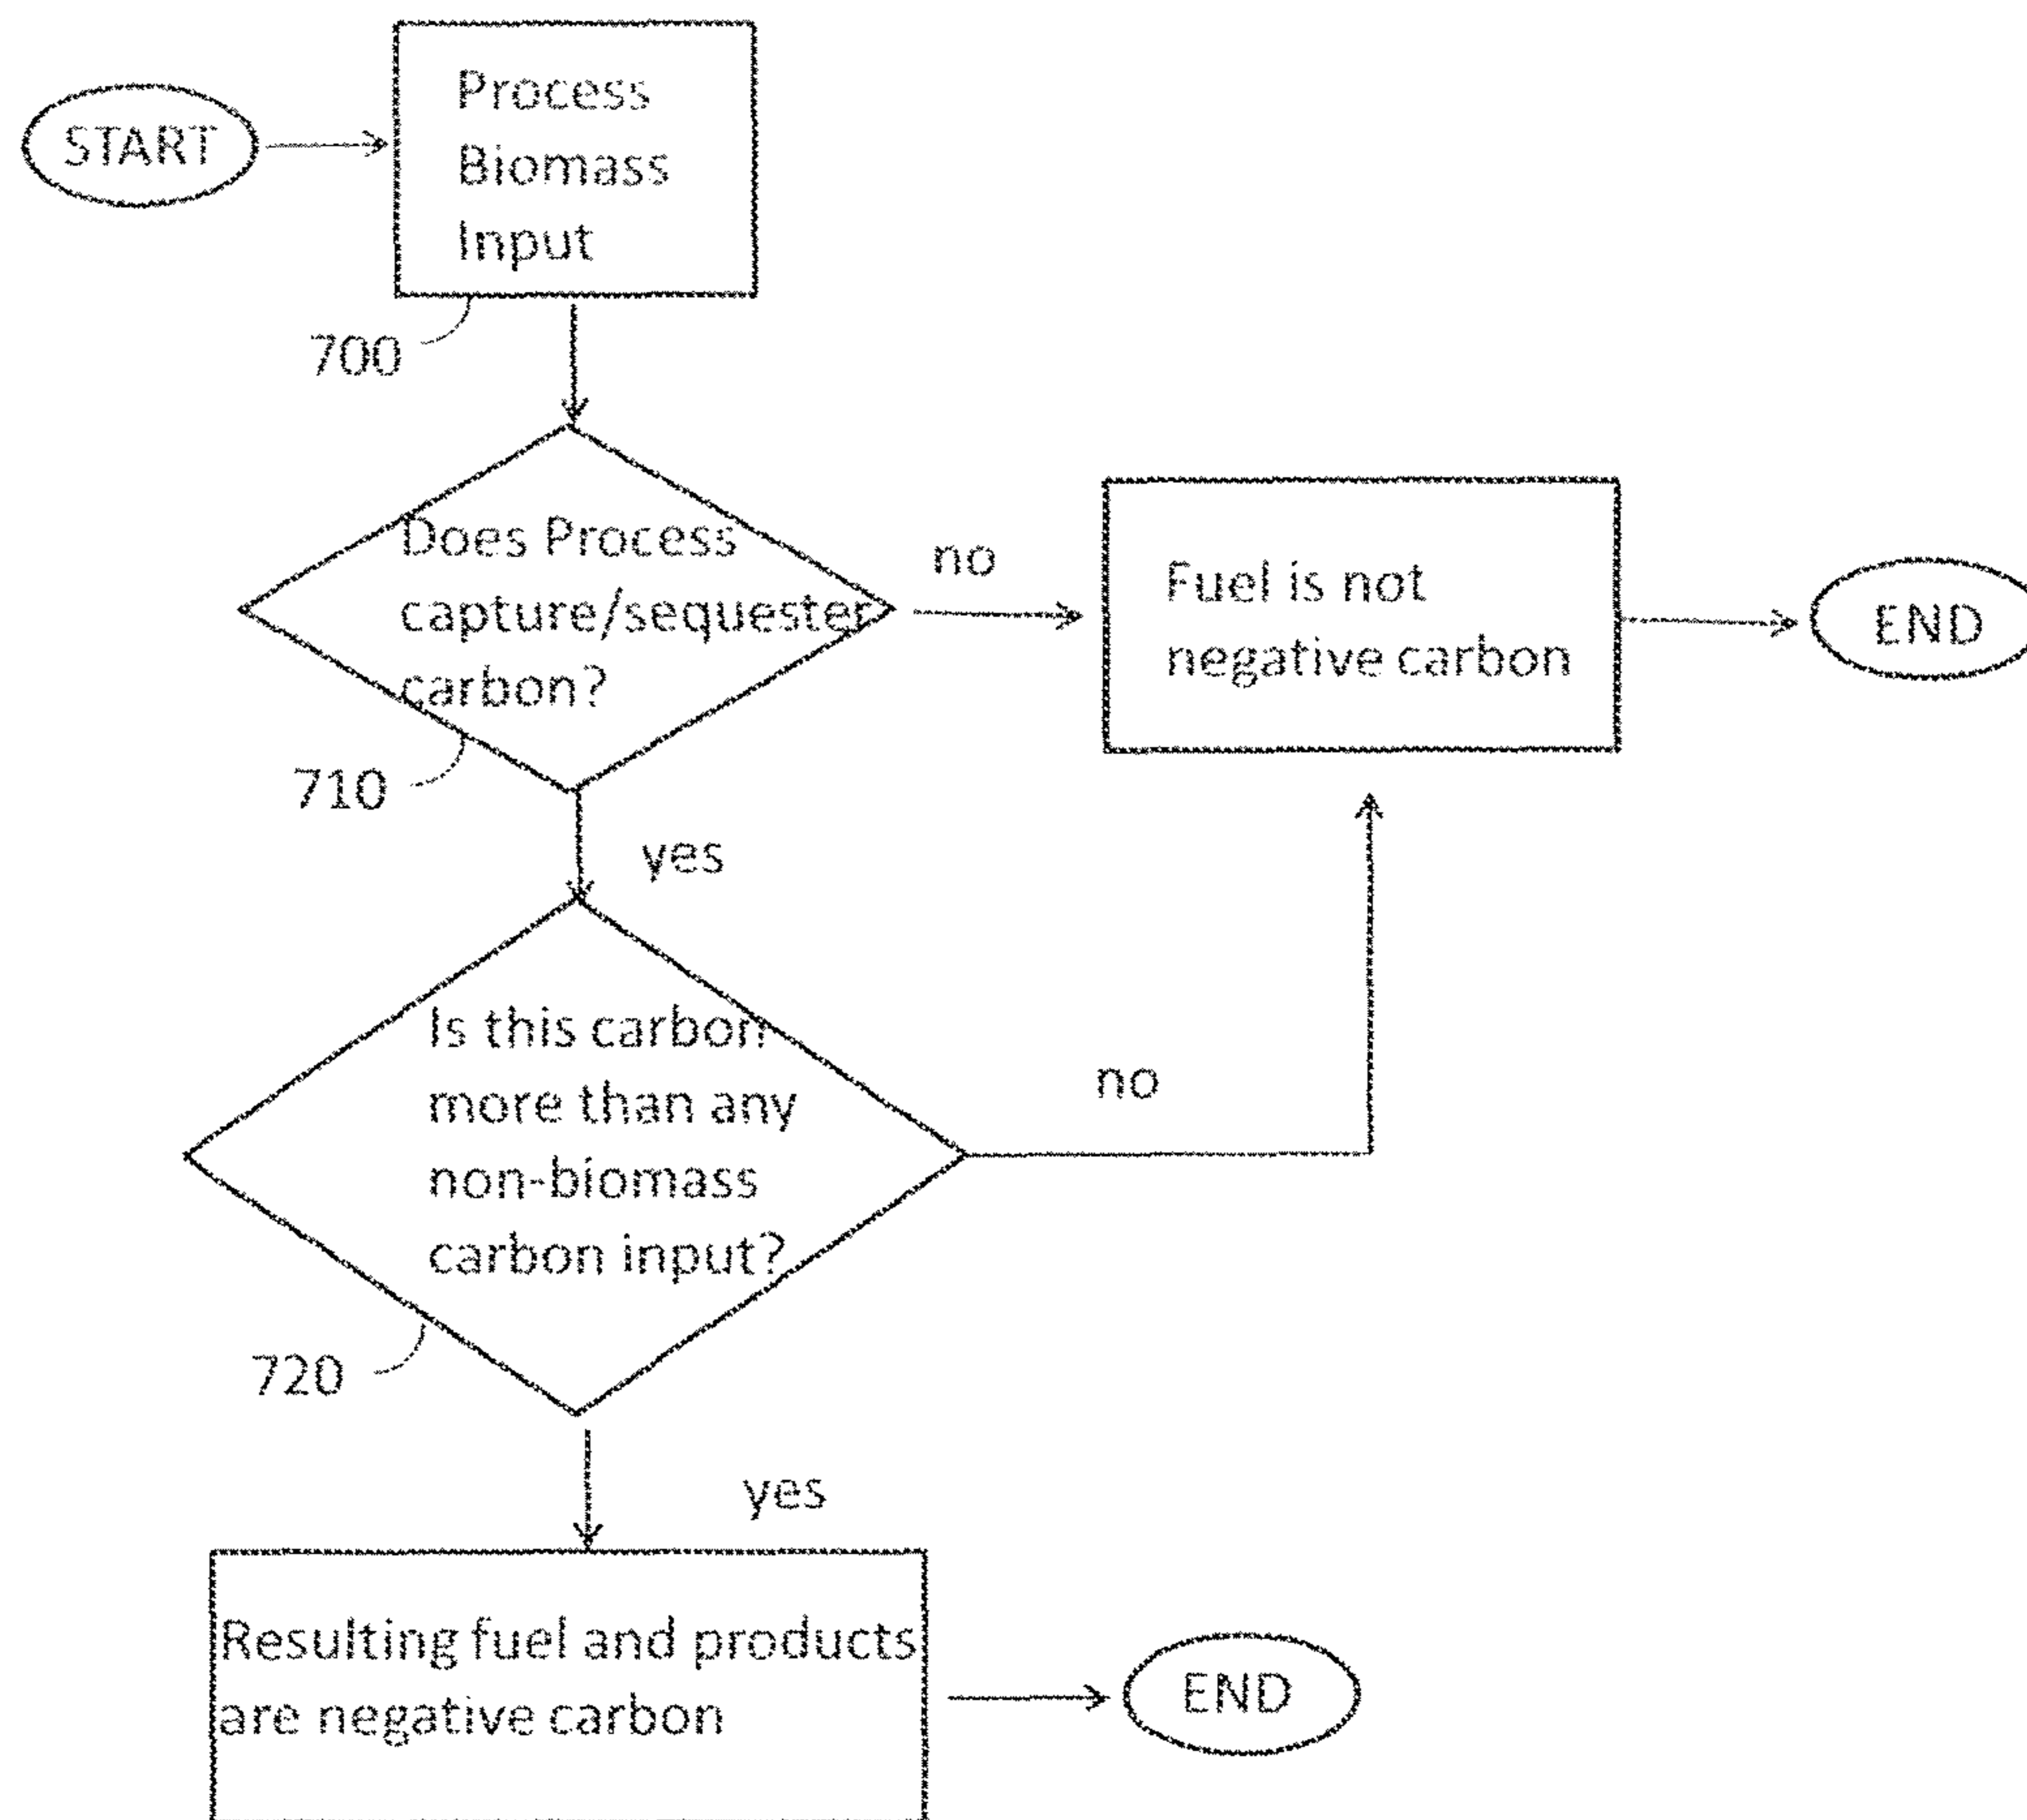 START
Process
Biomass
Input
700
Does Process
capture/sequester
carbon?
710
no
Fuel is not
negative carbon
END
yes
Is this carbon
more than any
non-biomass
carbon input?
720
no
yes
Resulting fuel and products
are negative carbon
END